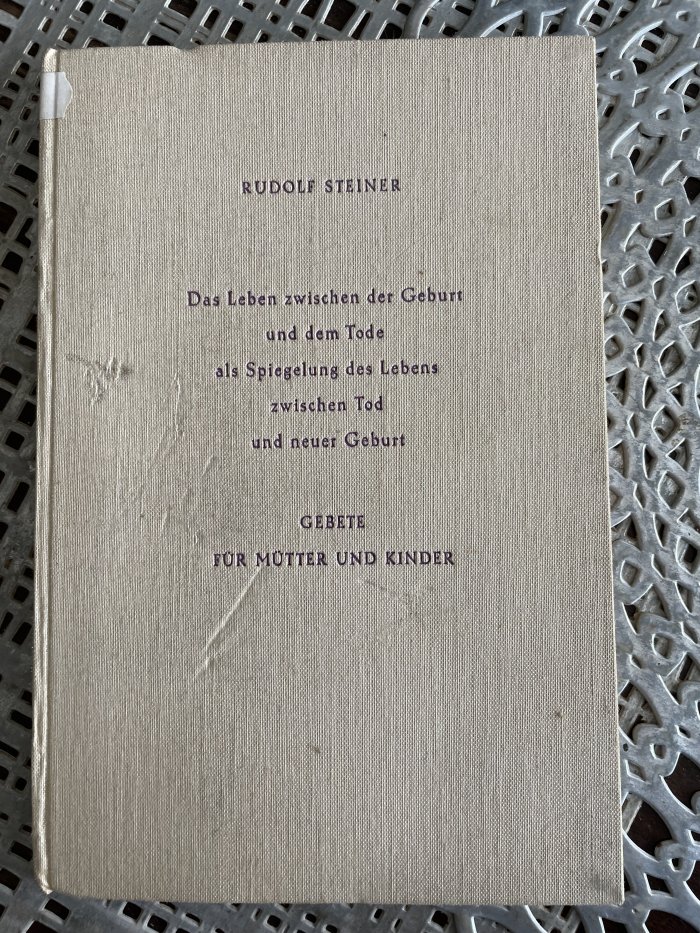 RUDOLF STEINER
Das Leben zwischen der Geburt
und dem Tode
als Spiegelung des Lebens
zwischen Tod
und neuer Geburt
GEBETE
FÜR MÜTTER UND KINDER